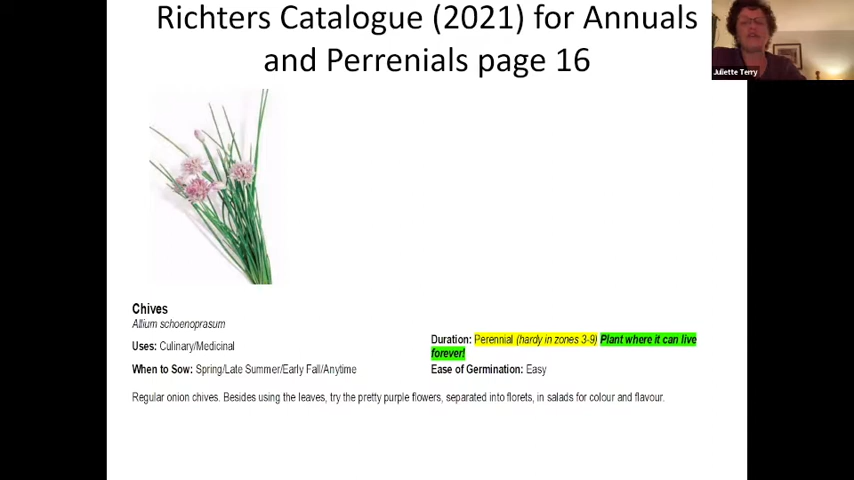 Richters Catalogue (2021) for Annuals
and Perrenials page 16
Juliette Terry
Chives
Allium schoenoprasum
Uses: Culinary/Medicinal
Duration: Perennial (hardy in zones 3-9) Plant where it can live
forever!
When to Sow: Spring/Late Summer/Early Fall/Anytime
Ease of Germination: Easy
Regular onion chives. Besides using the leaves, try the pretty purple flowers, separated into florets, in salads for colour and flavour.